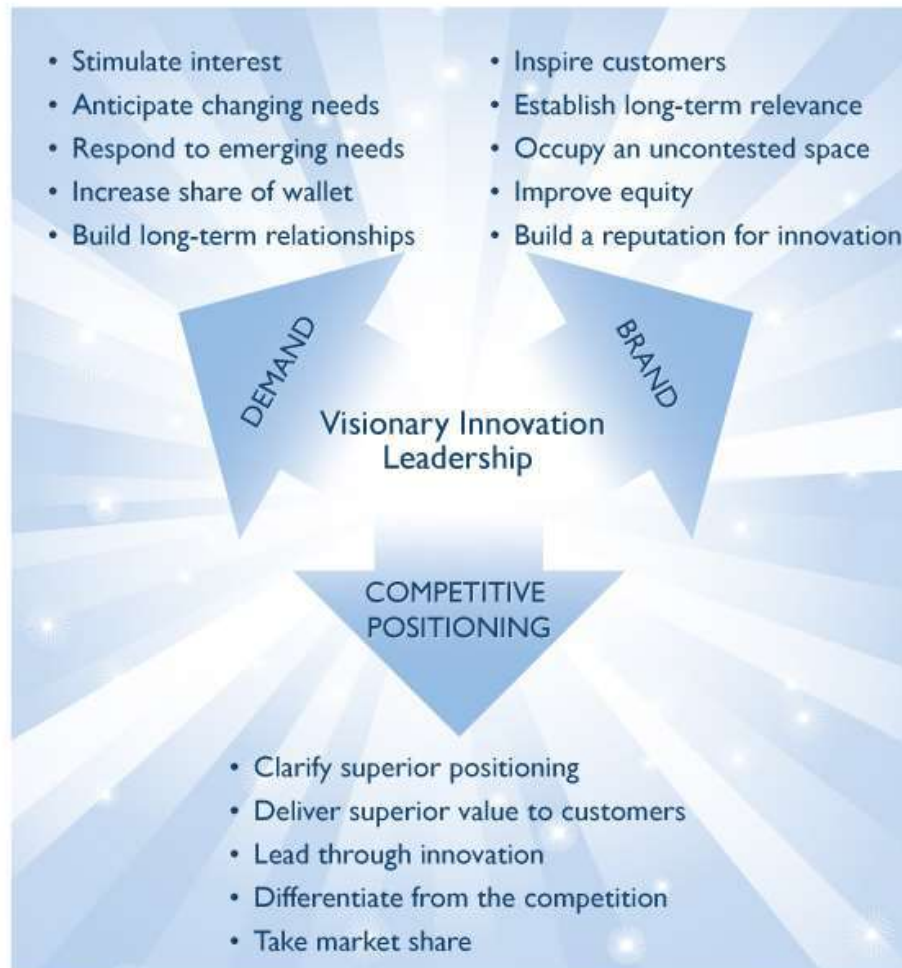 • Stimulate interest
• Anticipate changing needs
• Respond to emerging needs
• Increase share of wallet
• Build long-term relationships
• Inspire customers
• Establish long-term relevance
• Occupy an uncontested space
• Improve equity
• Build a reputation for innovation
DEMAND
BRAND
Visionary Innovation
Leadership
COMPETITIVE
POSITIONING
• Clarify superior positioning
• Deliver superior value to customers
• Lead through innovation
• Differentiate from the competition
• Take market share